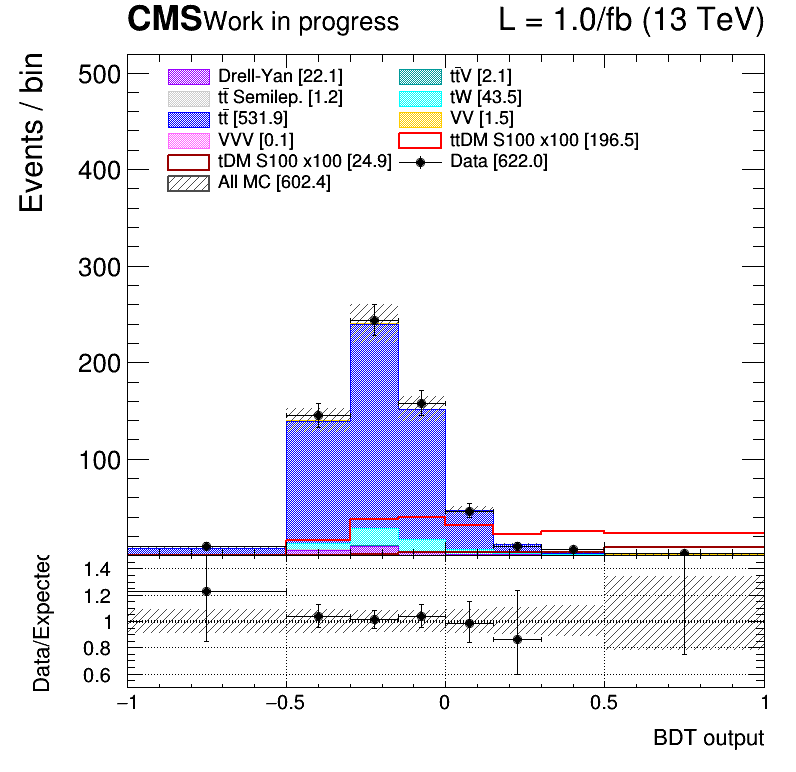 CMS Work in progress L = 1.0/fb (13 TeV)
Events / bin
500
400
300
200
100
Drell-Yan [22.1] tt̄V [2.1]
tt̄ Semilep. [1.2] tW [43.5]
tt̄ [531.9] VV [1.5]
VVV [0.1] ttDM S100 x100 [196.5]
tDM S100 x100 [24.9] Data [622.0]
All MC [602.4]
Data/Expected
1.4
1.2
1
0.8
0.6
−1 −0.5 0 0.5 1
BDT output